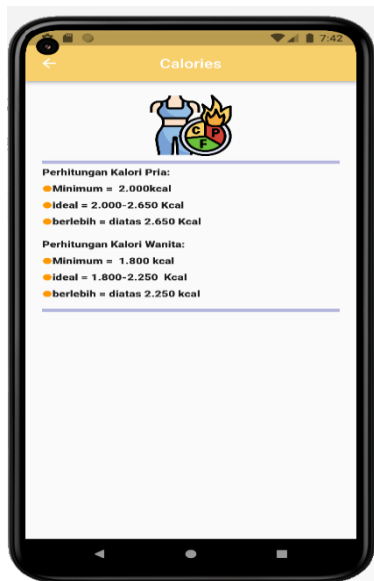 7:42
Calories
C P
F
Perhitungan Kalori Pria:
Minimum = 2.000kcal
ideal = 2.000-2.650 Kcal
berlebih = diatas 2.650 Kcal
Perhitungan Kalori Wanita:
Minimum = 1.800 kcal
ideal = 1.800-2.250 Kcal
berlebih = diatas 2.250 kcal